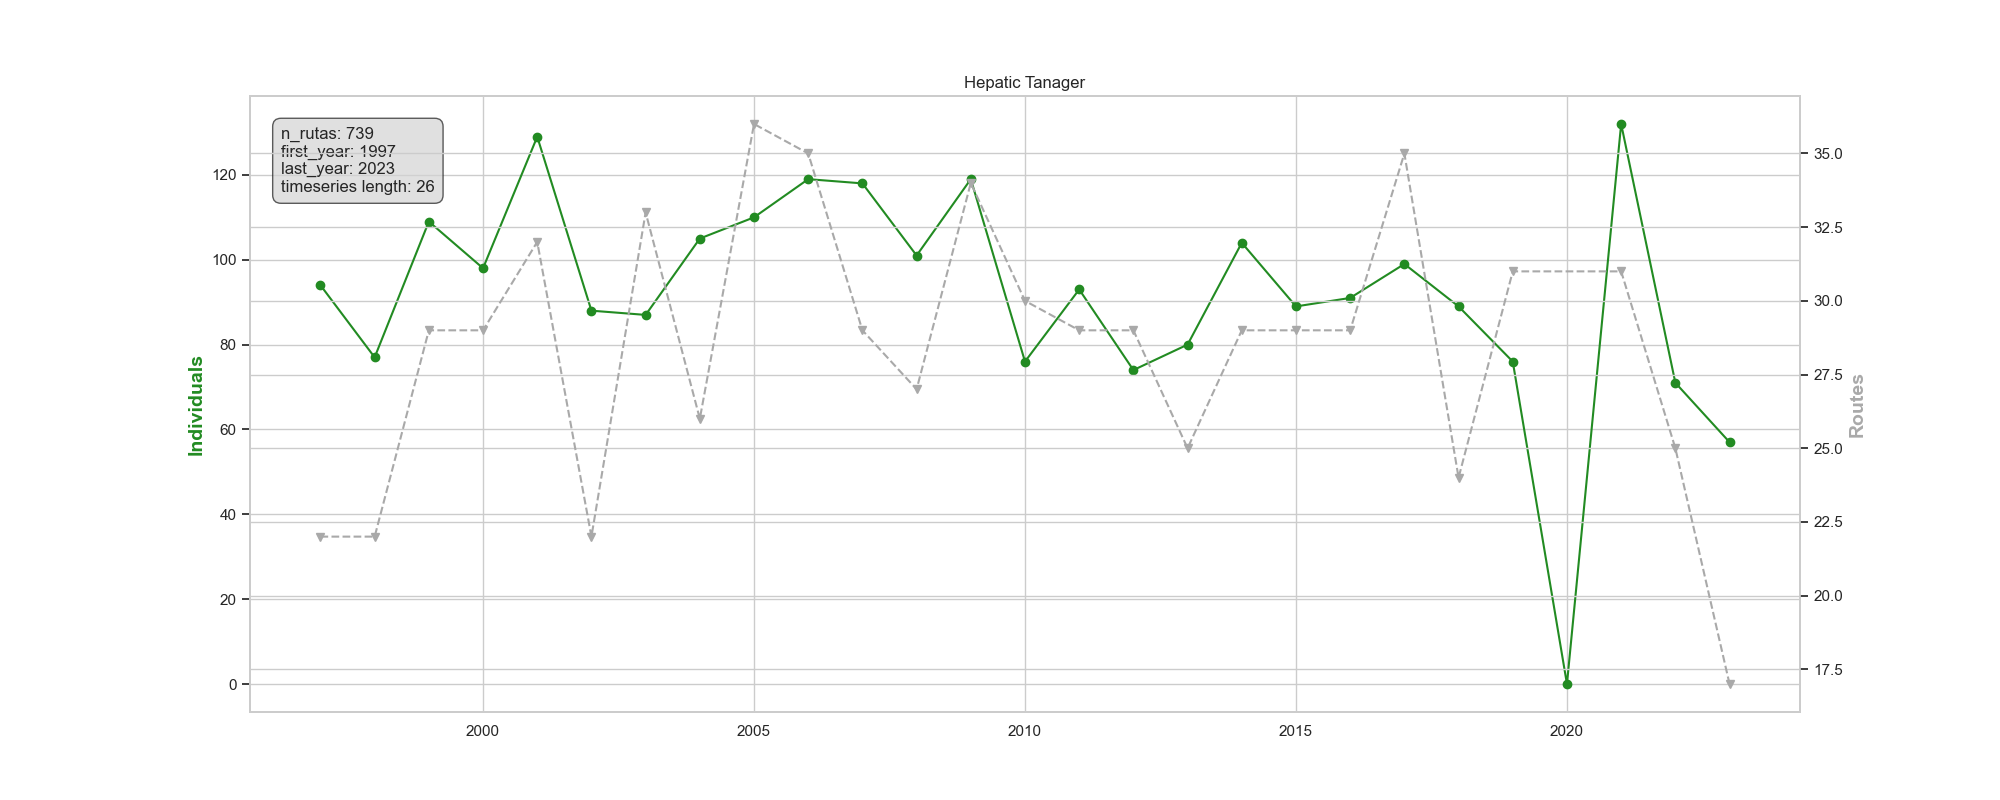 Hepatic Tanager
n_rutas: 739
first_year: 1997
last_year: 2023
timeseries length: 26
Individuals
120
100
80
60
40
20
0
35.0
32.5
30.0
27.5
25.0
22.5
20.0
17.5
Routes
2000
2005
2010
2015
2020